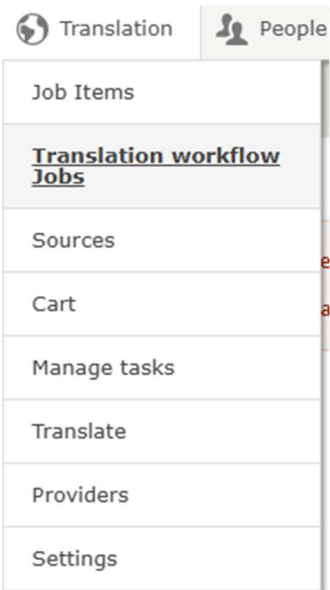 Translation People
Job Items
Translation workflow
Jobs
Sources
Cart
Manage tasks
Translate
Providers
Settings